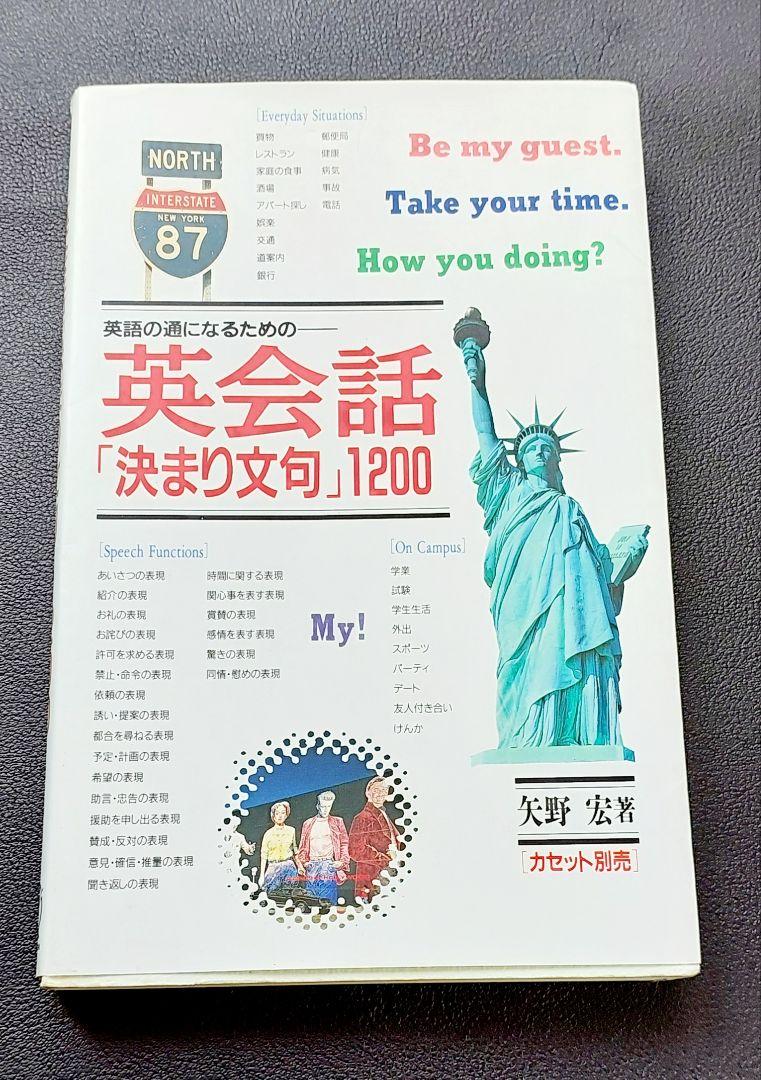 [Everyday Situations]
買物 郵便局
レストラン 健康
家庭の食事 病気
酒場 事故
アパート探し 電話
娯楽
交通
道案内
銀行
NORTH
INTERSTATE
NEW YORK
87
Be my guest.
Take your time.
How you doing?
英語の通になるための——
英会話
「決まり文句」1200
[Speech Functions]
あいさつの表現 時間に関する表現
紹介の表現 関心事を表す表現
お礼の表現 賞賛の表現
お詫びの表現 感情を表す表現
許可を求める表現 驚きの表現
禁止・命令の表現 同情・慰めの表現
依頼の表現
誘い・提案の表現
都合を尋ねる表現
予定・計画の表現
希望の表現
助言・忠告の表現
援助を申し出る表現
賛成・反対の表現
意見・確信・推量の表現
聞き返しの表現
My!
[On Campus]
学業
試験
学生生活
外出
スポーツ
パーティ
デート
友人付き合い
けんか
矢野 宏著
[カセット別売]